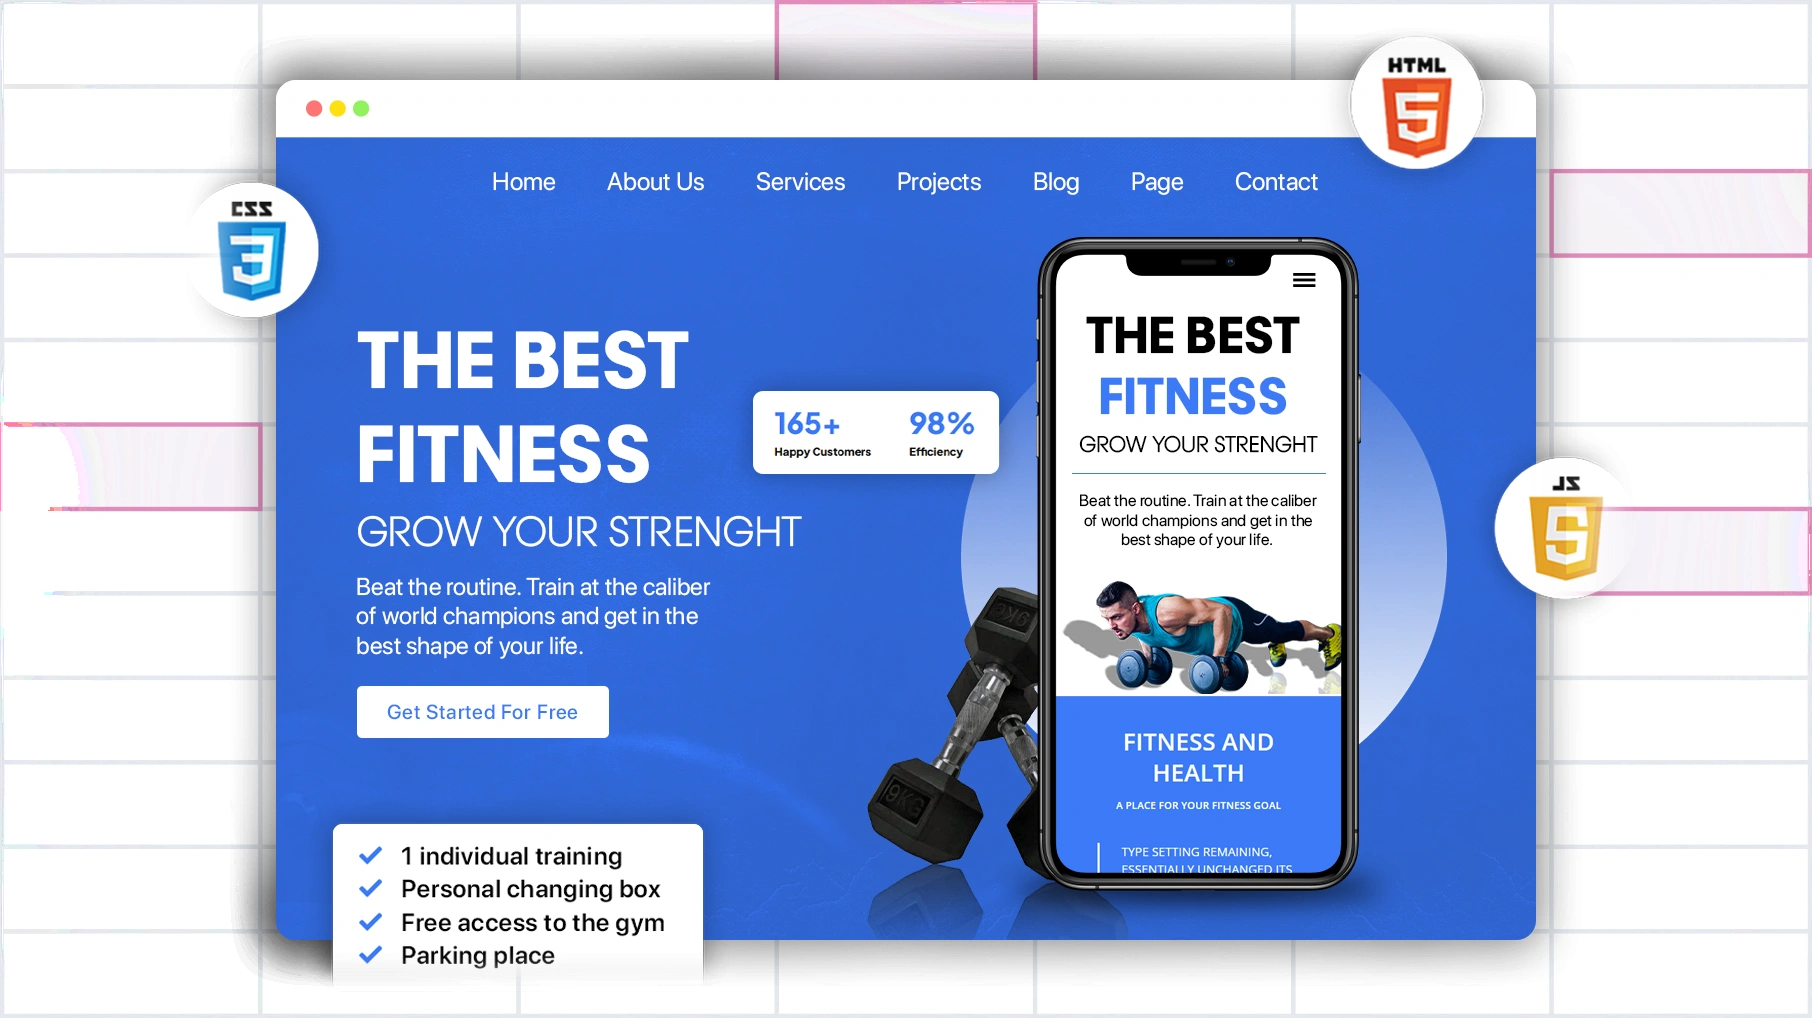 HTML
5
CSS
3
Home About Us Services Projects Blog Page Contact
THE BEST
FITNESS
GROW YOUR STRENGHT
Beat the routine. Train at the caliber
of world champions and get in the
best shape of your life.
Get Started For Free
165+ 98%
Happy Customers Efficiency
1 individual training
Personal changing box
Free access to the gym
Parking place
9KG
9KG
THE BEST
FITNESS
GROW YOUR STRENGHT
Beat the routine. Train at the caliber
of world champions and get in the
best shape of your life.
FITNESS AND
HEALTH
A PLACE FOR YOUR FITNESS GOAL
TYPE SETTING REMAINING,
ESSENTIALLY UNCHANGED ITS
JS
5